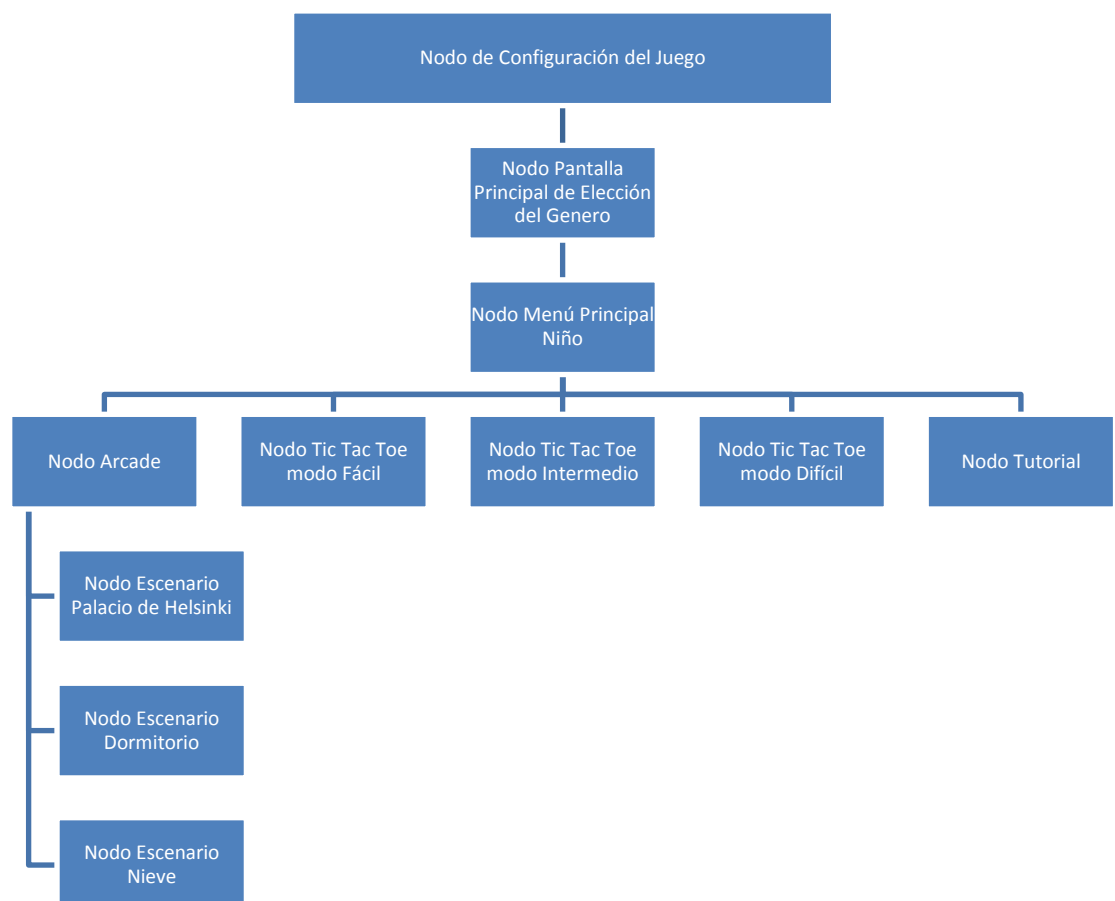 Nodo de Configuración del Juego
Nodo Pantalla
Principal de Elección
del Genero
Nodo Menú Principal
Niño
Nodo Arcade
Nodo Tic Tac Toe
modo Fácil
Nodo Tic Tac Toe
modo Intermedio
Nodo Tic Tac Toe
modo Difícil
Nodo Tutorial
Nodo Escenario
Palacio de Helsinki
Nodo Escenario
Dormitorio
Nodo Escenario
Nieve